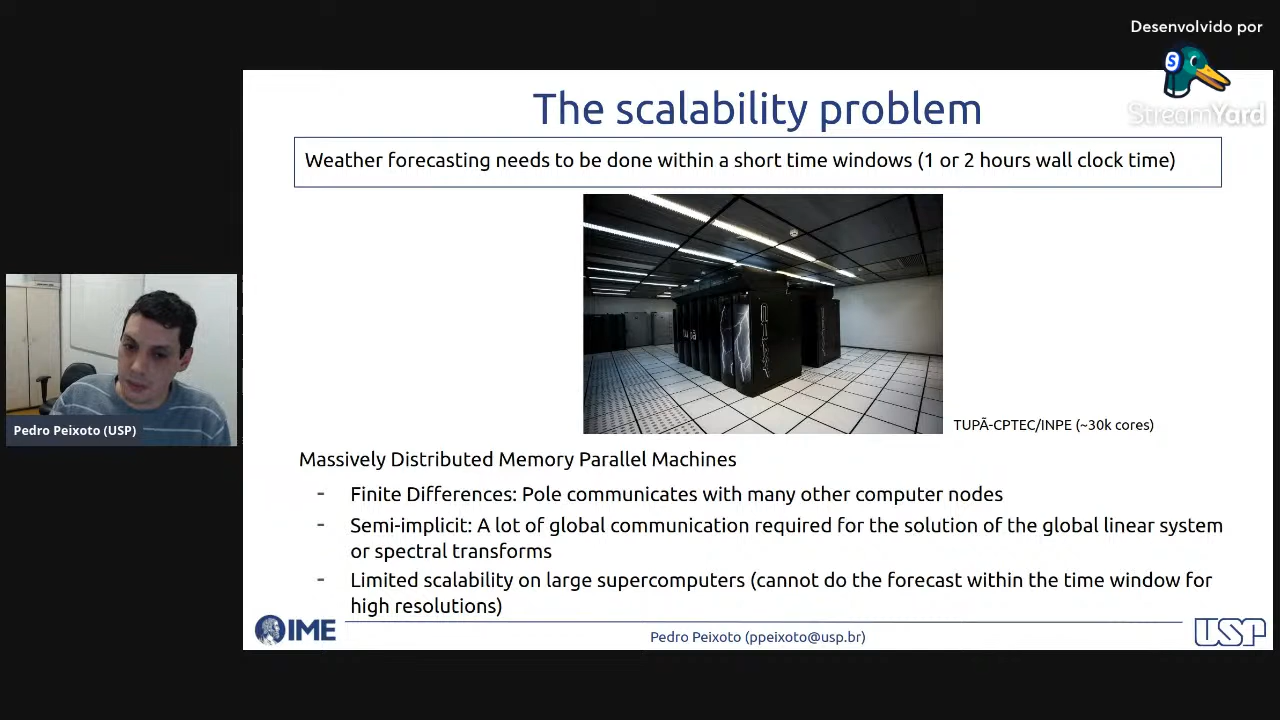 Desenvolvido por
StreamYard
The scalability problem
Weather forecasting needs to be done within a short time windows (1 or 2 hours wall clock time)
TUPÃ-CPTEC/INPE (~30k cores)
Pedro Peixoto (USP)
Massively Distributed Memory Parallel Machines
- Finite Differences: Pole communicates with many other computer nodes
- Semi-implicit: A lot of global communication required for the solution of the global linear system
or spectral transforms
- Limited scalability on large supercomputers (cannot do the forecast within the time window for
high resolutions)
IME
Pedro Peixoto (ppeixoto@usp.br)
USP